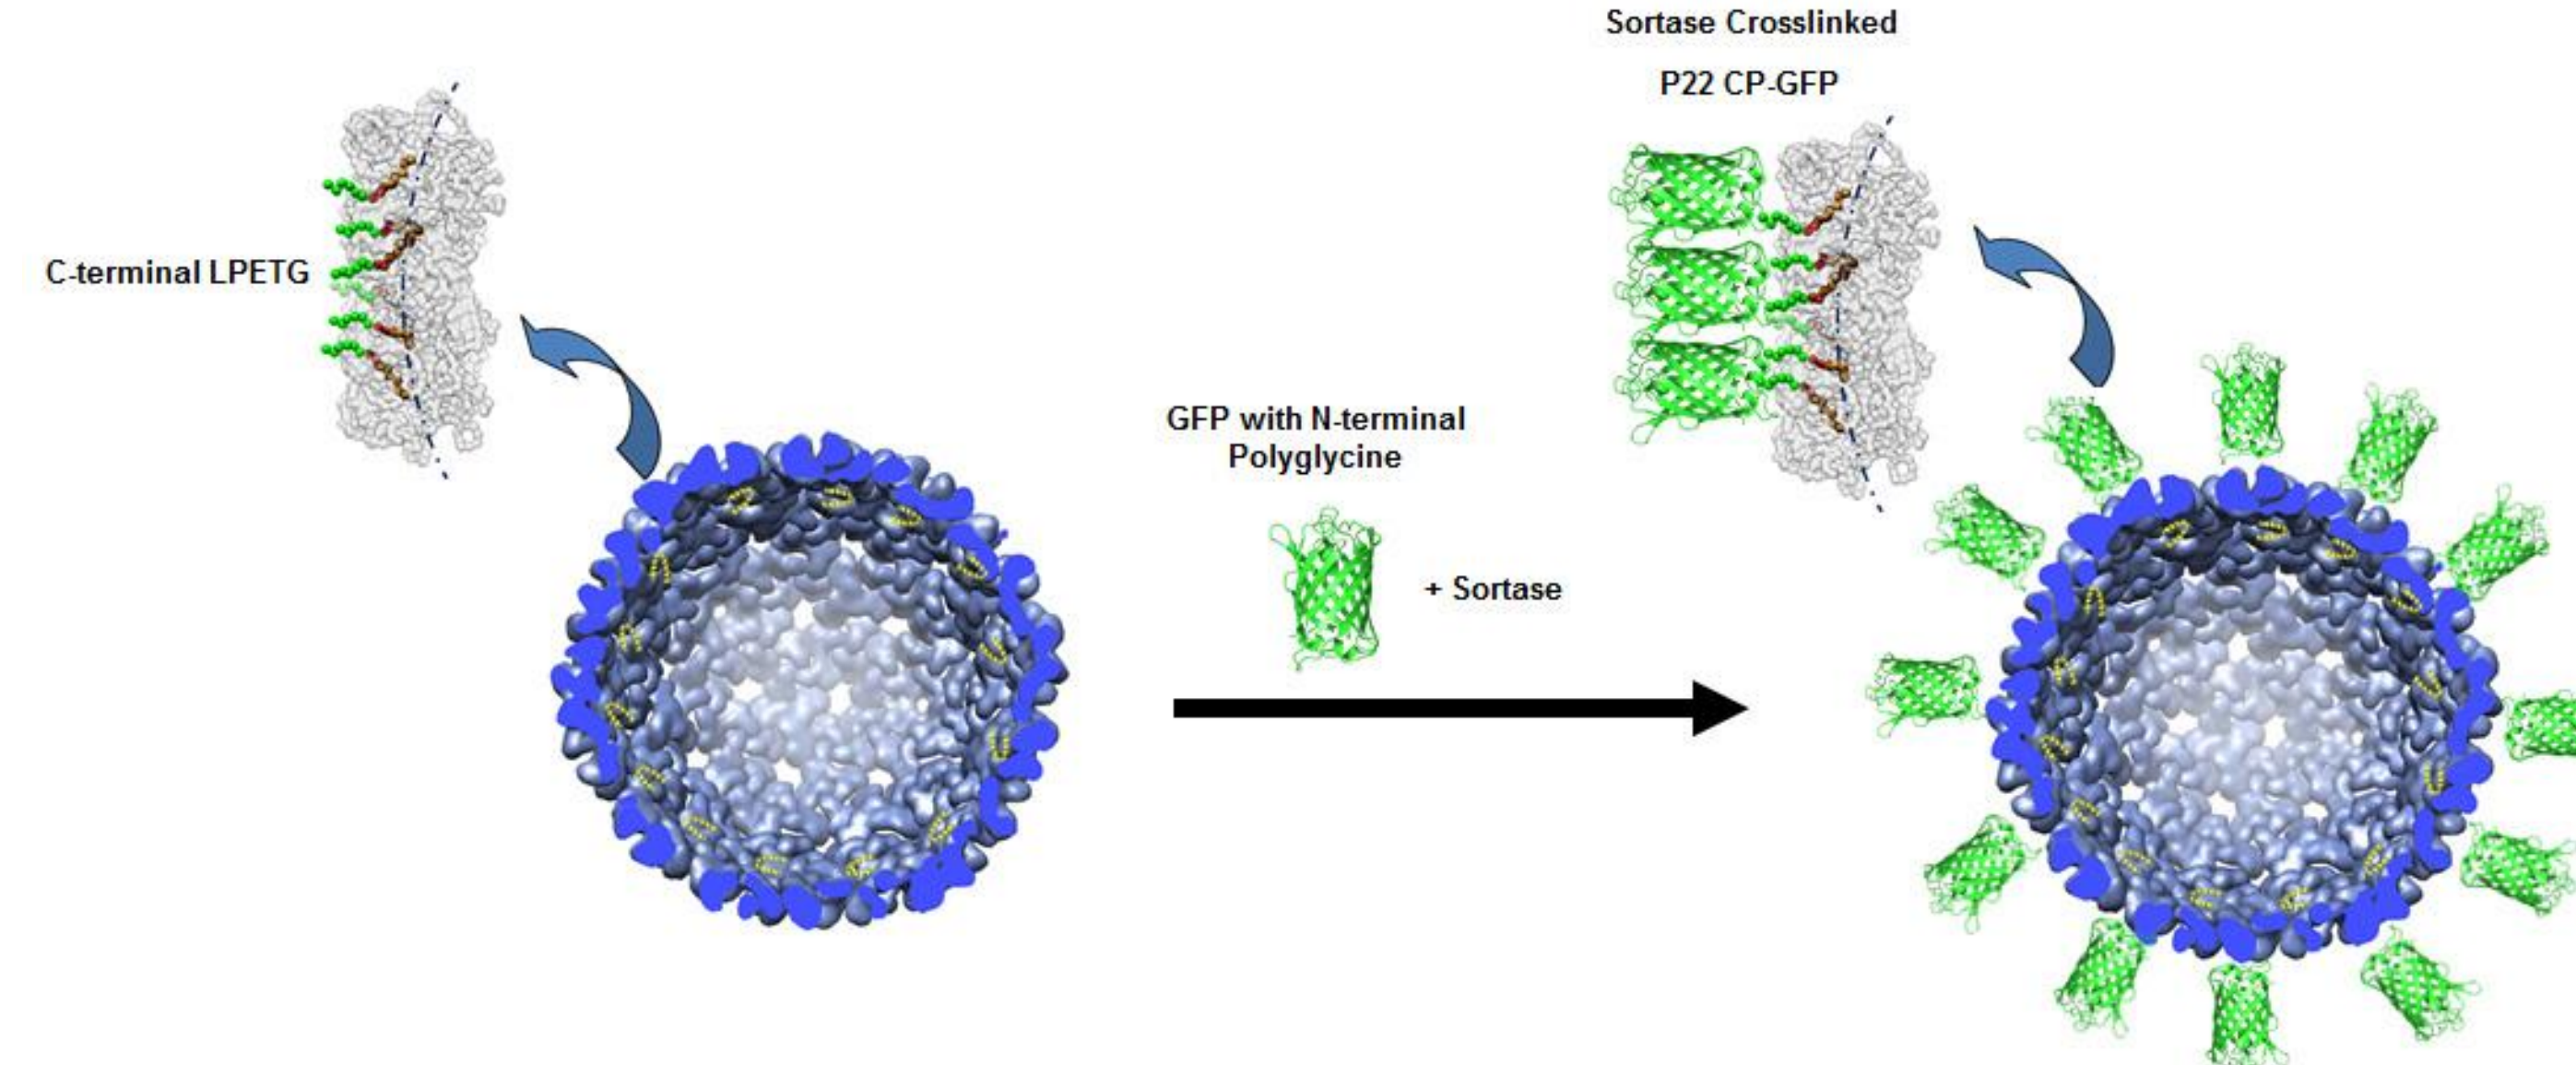 C-terminal LPETG
GFP with N-terminal
Polyglycine
+ Sortase
Sortase Crosslinked
P22 CP-GFP